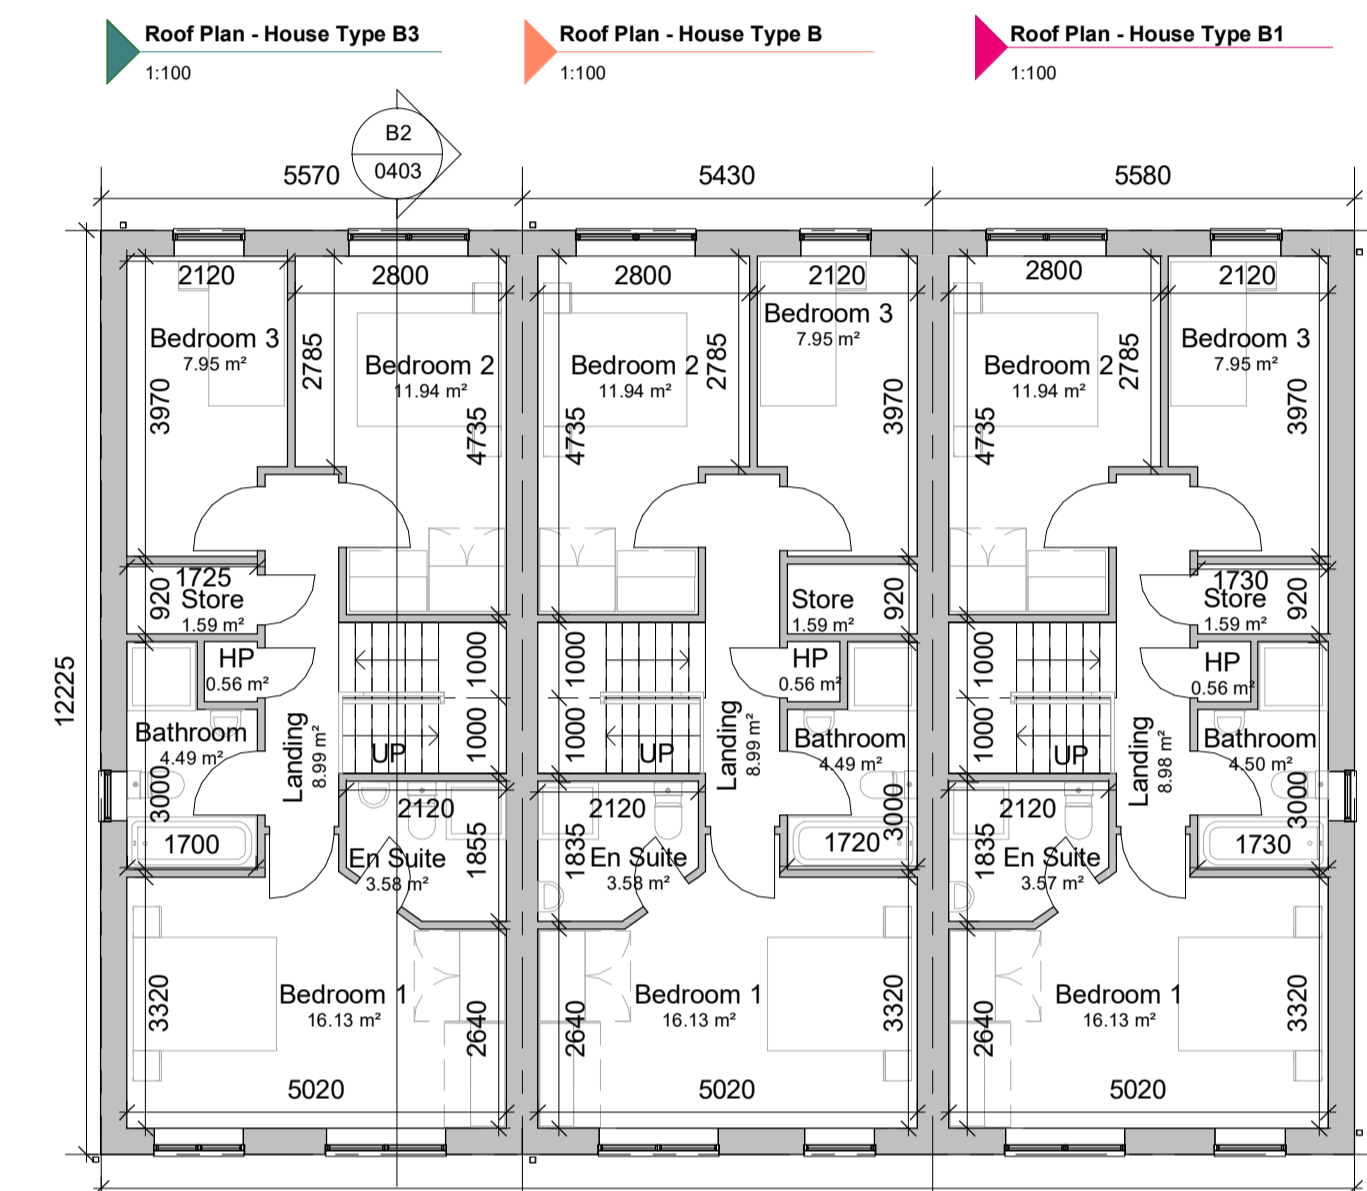 Roof Plan - House Type B3
1:100
Roof Plan - House Type B
1:100
Roof Plan - House Type B1
1:100
B2
0403
5570
5430
5580
12225
2120
2800
Bedroom 3
7.95 m²
3970
2785
Bedroom 2
11.94 m²
4735
1725
920
Store
1.59 m²
HP
0.56 m²
Bathroom
4.49 m²
3000
1700
Landing
8.99 m²
1000
1000
UP
2120
1855
En Suite
3.58 m²
Bedroom 1
16.13 m²
3320
2640
5020
2800
2120
Bedroom 2
11.94 m²
4735
2785
Bedroom 3
7.95 m²
3970
Store
1.59 m²
920
1000
1000
UP
HP
0.56 m²
Landing
8.99 m²
Bathroom
4.49 m²
3000
1720
2120
1835
En Suite
3.58 m²
Bedroom 1
16.13 m²
2640
3320
5020
2800
2120
Bedroom 2
11.94 m²
4735
2785
Bedroom 3
7.95 m²
3970
1730
Store
1.59 m²
920
1000
1000
UP
HP
0.56 m²
Landing
8.98 m²
Bathroom
4.50 m²
3000
1730
2120
1835
En Suite
3.57 m²
Bedroom 1
16.13 m²
2640
3320
5020